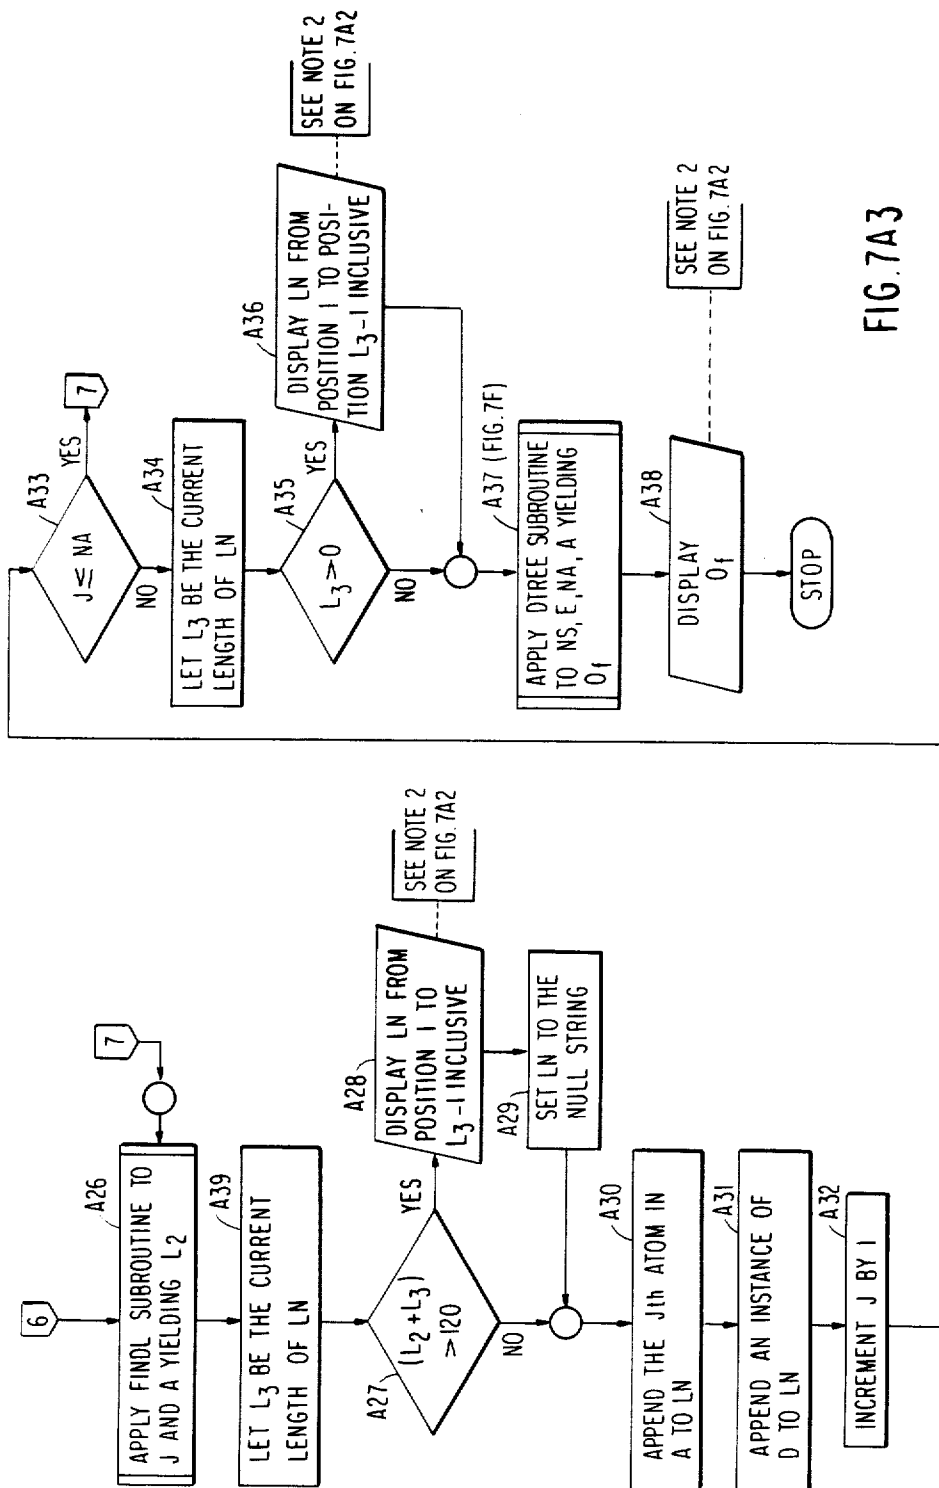 6
7
A26
APPLY FINDL SUBROUTINE TO
J AND A YIELDING L2
A39
LET L3 BE THE CURRENT
LENGTH OF LN
A27
(L2 + L3)
>120
YES
NO
A28
DISPLAY LN FROM
POSITION 1 TO
L3-1 INCLUSIVE
SEE NOTE 2
ON FIG. 7A2
A29
SET LN TO THE
NULL STRING
A30
APPEND THE Jth ATOM IN
A TO LN
A31
APPEND AN INSTANCE OF
D TO LN
A32
INCREMENT J BY 1
A33
J ≤ NA
YES
7
NO
A34
LET L3 BE THE CURRENT
LENGTH OF LN
A35
L3 > 0
YES
NO
A36
DISPLAY LN FROM
POSITION 1 TO POSI-
TION L3-1 INCLUSIVE
SEE NOTE 2
ON FIG. 7A2
A37 (FIG. 7F)
APPLY DTREE SUBROUTINE
TO NS, E, NA, A YIELDING
Of
A38
DISPLAY
Of
SEE NOTE 2
ON FIG. 7A2
STOP
FIG. 7A3